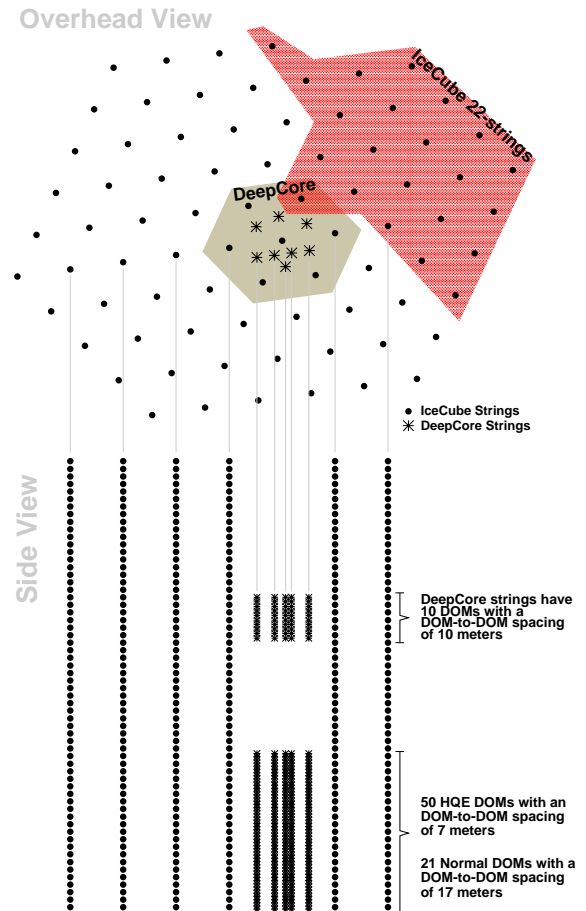 Overhead View
IceCube 22-strings
DeepCore
IceCube Strings
DeepCore Strings
Side View
DeepCore strings have
10 DOMs with a
DOM-to-DOM spacing
of 10 meters
50 HQE DOMs with an
DOM-to-DOM spacing
of 7 meters
21 Normal DOMs with a
DOM-to-DOM spacing
of 17 meters